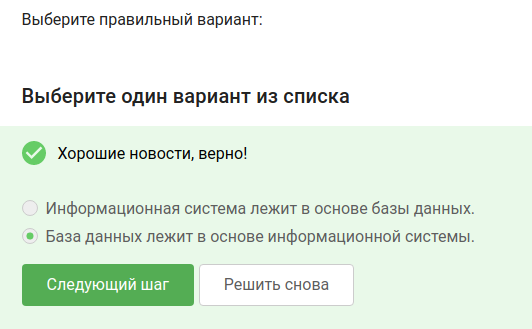 Выберите правильный вариант:
Выберите один вариант из списка
Хорошие новости, верно!
Информационная система лежит в основе базы данных.
База данных лежит в основе информационной системы.
Следующий шаг
Решить снова